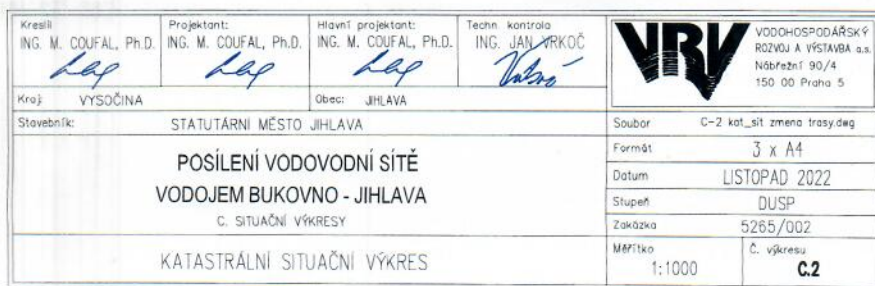 Kreslil
ING. M. COUFAL, Ph.D.
Projektant:
ING. M. COUFAL, Ph.D.
Hlavní projektant:
ING. M. COUFAL, Ph.D.
Techn. kontrola
ING. JAN VRKOČ
VRV
VODOHOSPODÁŘSKÝ
ROZVOJ A VÝSTAVBA a.s.
Nábřežní 90/4
150 00 Praha 5
Kraj: VYSOČINA
Obec: JIHLAVA
Stavebník: STATUTÁRNÍ MĚSTO JIHLAVA
POSÍLENÍ VODOVODNÍ SÍTĚ
VODOJEM BUKOVNO - JIHLAVA
C. SITUAČNÍ VÝKRESY
KATASTRÁLNÍ SITUAČNÍ VÝKRES
Soubor C-2 kat_sit zmena trasy.dwg
Formát 3 x A4
Datum LISTOPAD 2022
Stupeň DUSP
Zakázka 5265/002
Měřítko
1:1000
Č. výkresu
C.2